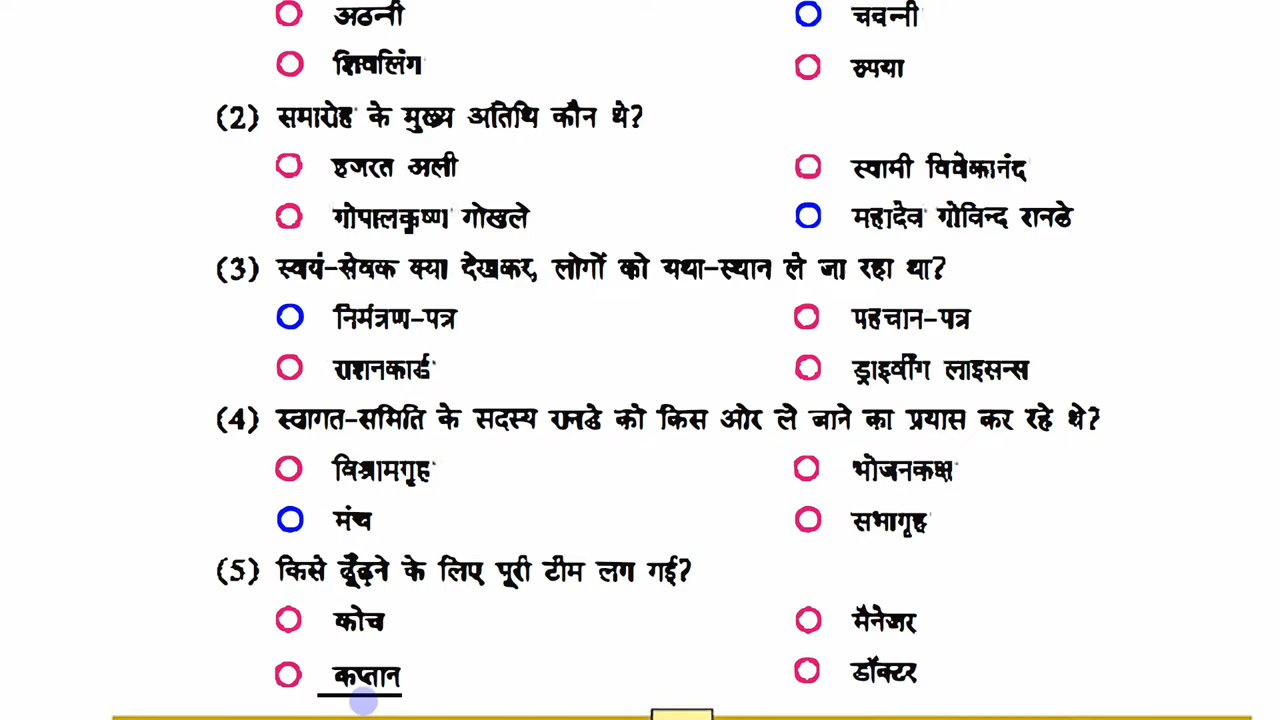 अठन्नी चवन्नी
शिवलिंग रुपया
(2) समारोह के मुख्य अतिथि कौन थे?
हजरत अली स्वामी विवेकानंद
गोपालकृष्ण गोखले महादेव गोविन्द रानडे
(3) स्वयं-सेवक क्या देखकर, लोगों को यथा-स्थान ले जा रहा था?
निमंत्रण-पत्र पहचान-पत्र
राशनकार्ड ड्राइवींग लाइसन्स
(4) स्वागत-समिति के सदस्य रानडे को किस ओर ले जाने का प्रयास कर रहे थे?
विश्रामगृह भोजनकक्ष
मंच सभागृह
(5) किसे ढूँढ़ने के लिए पूरी टीम लग गई?
कोच मैनेजर
कप्तान डॉक्टर